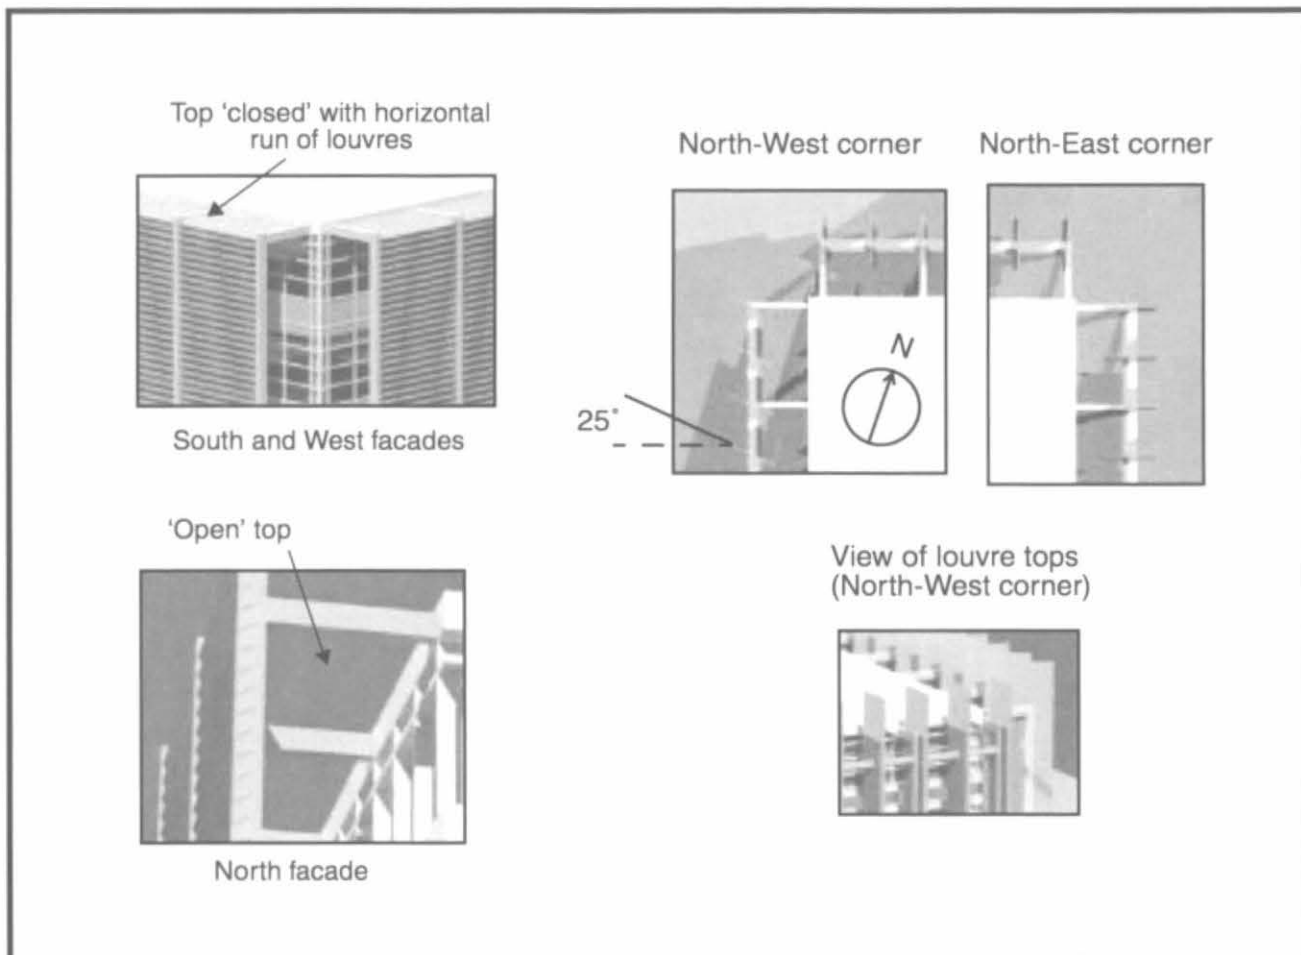 Top ‘closed’ with horizontal
run of louvres
South and West facades
North-West corner
North-East corner
N
25°
‘Open’ top
North facade
View of louvre tops
(North-West corner)